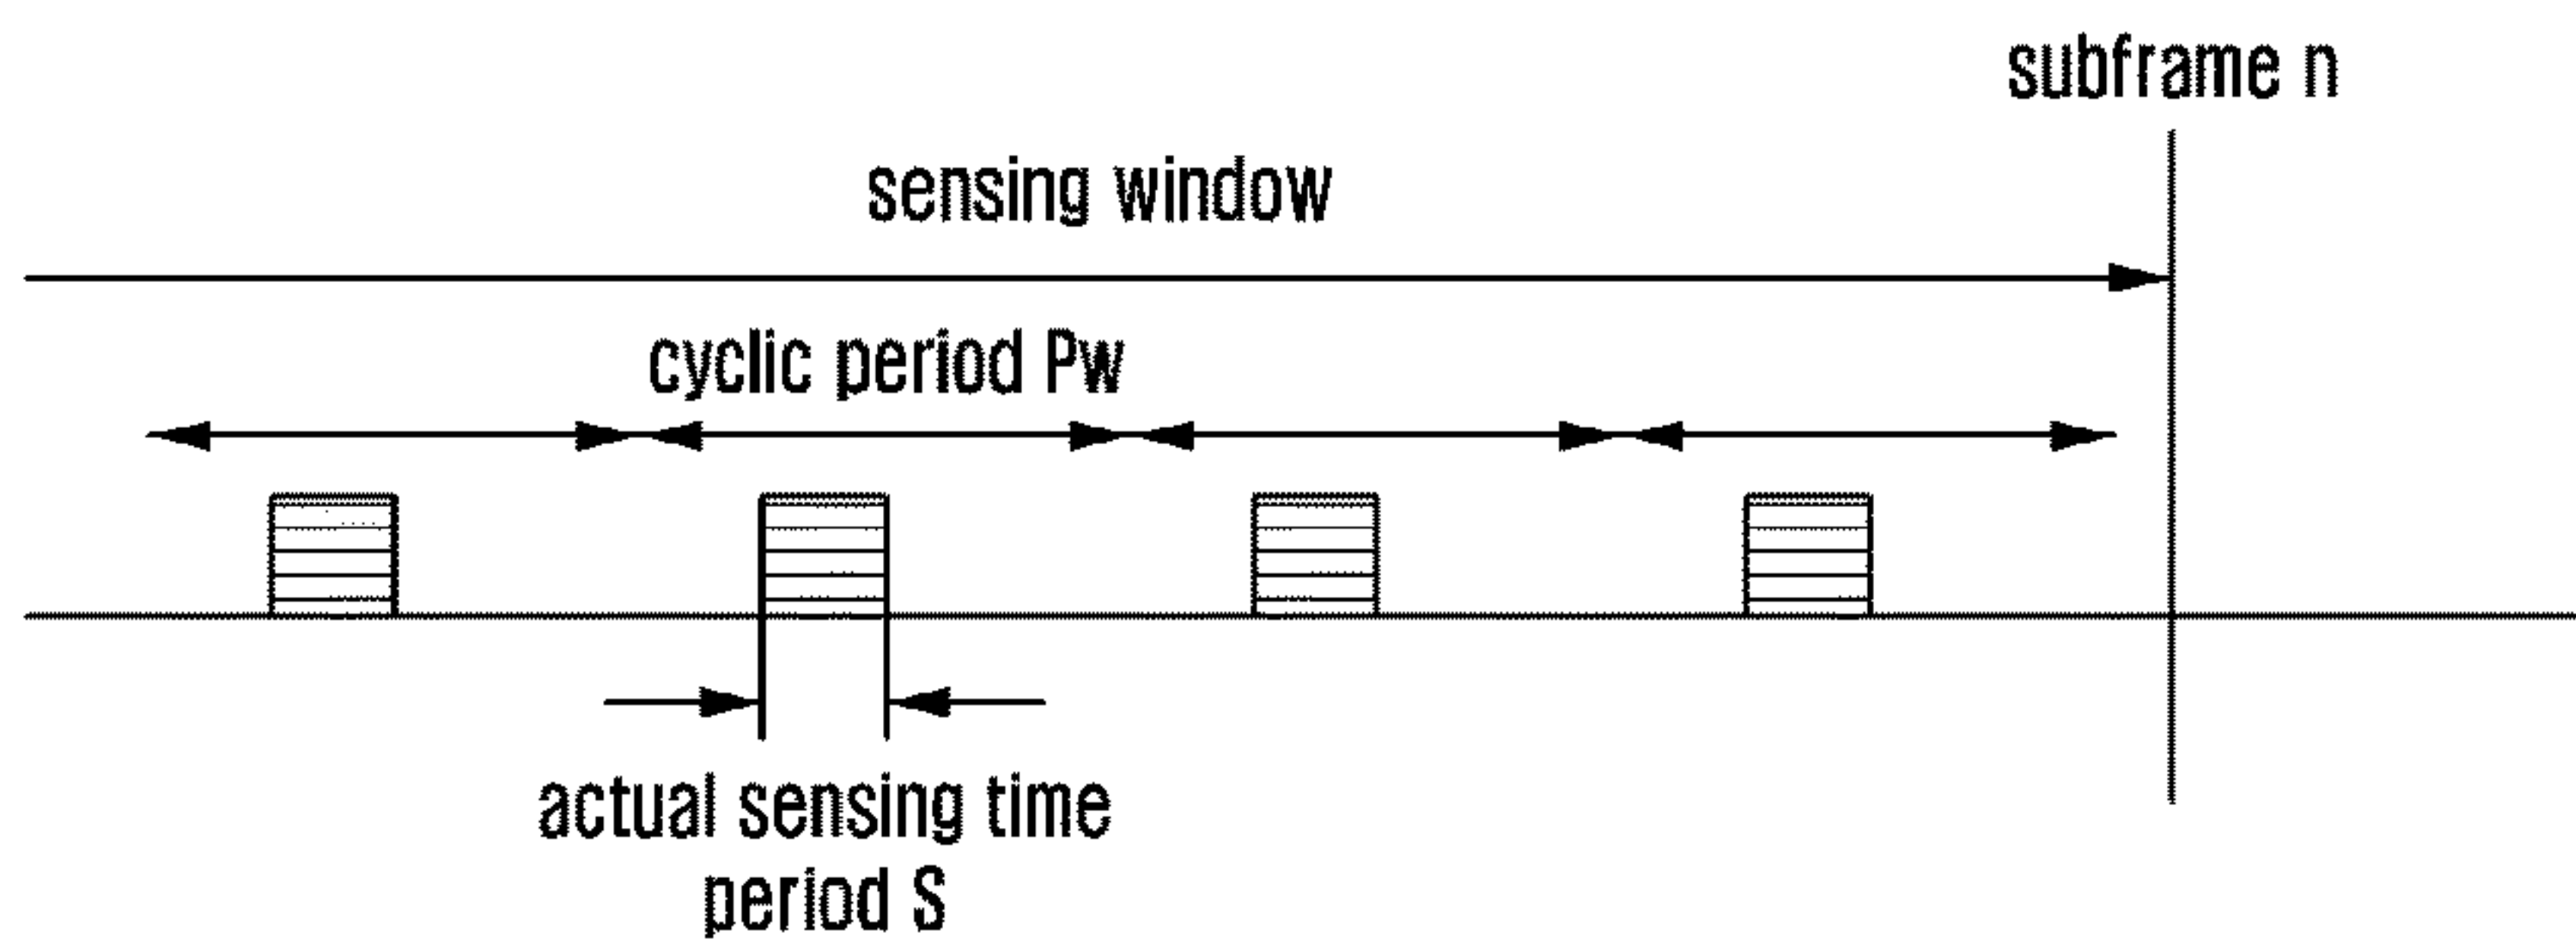 subframe n
sensing window
cyclic period Pw
actual sensing time
period S